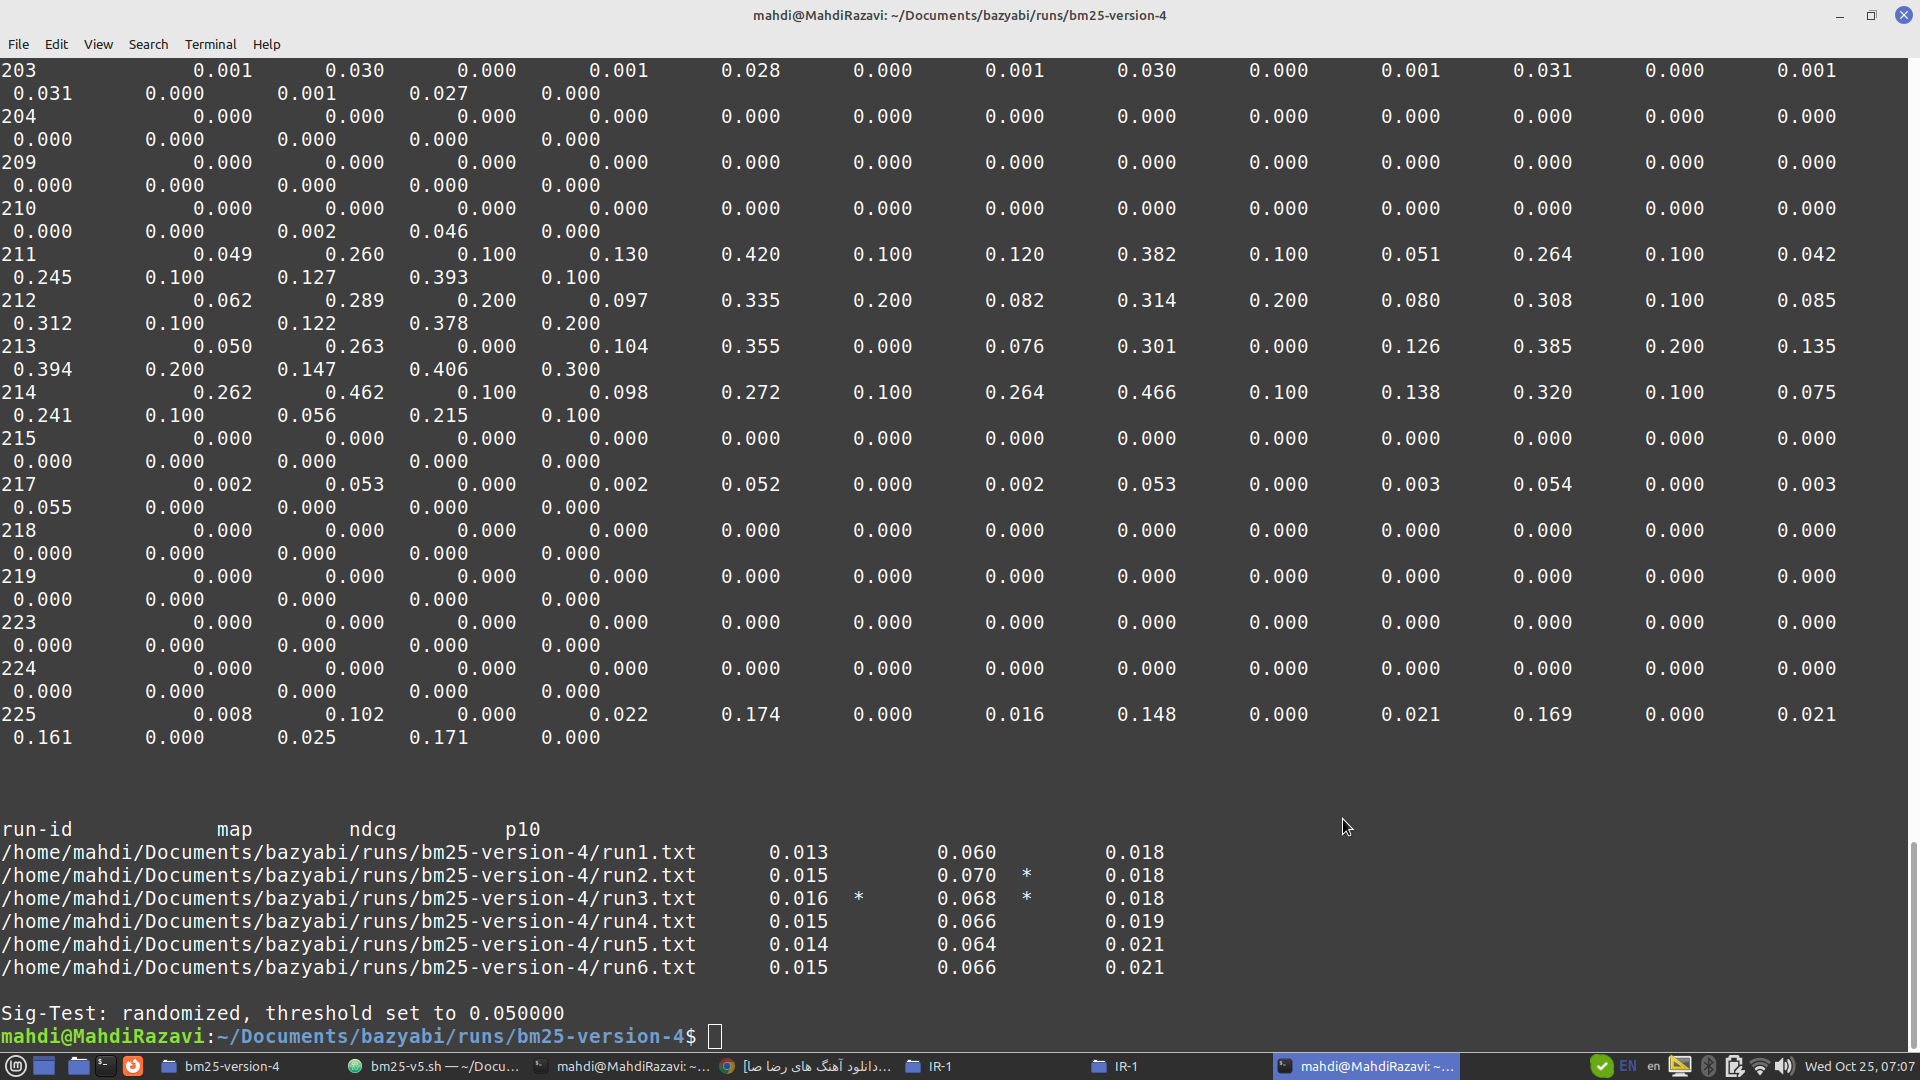 mahdi@MahdiRazavi: ~/Documents/bazyabi/runs/bm25-version-4
File Edit View Search Terminal Help
203 0.001 0.030 0.000 0.001 0.028 0.000 0.001 0.030 0.000 0.001 0.031 0.000 0.001
0.031 0.000 0.001 0.027 0.000
204 0.000 0.000 0.000 0.000 0.000 0.000 0.000 0.000 0.000 0.000 0.000 0.000 0.000
0.000 0.000 0.000 0.000 0.000
209 0.000 0.000 0.000 0.000 0.000 0.000 0.000 0.000 0.000 0.000 0.000 0.000 0.000
0.000 0.000 0.000 0.000 0.000
210 0.000 0.000 0.000 0.000 0.000 0.000 0.000 0.000 0.000 0.000 0.000 0.000 0.000
0.000 0.000 0.002 0.046 0.000
211 0.049 0.260 0.100 0.130 0.420 0.100 0.120 0.382 0.100 0.051 0.264 0.100 0.042
0.245 0.100 0.127 0.393 0.100
212 0.062 0.289 0.200 0.097 0.335 0.200 0.082 0.314 0.200 0.080 0.308 0.100 0.085
0.312 0.100 0.122 0.378 0.200
213 0.050 0.263 0.000 0.104 0.355 0.000 0.076 0.301 0.000 0.126 0.385 0.200 0.135
0.394 0.200 0.147 0.406 0.300
214 0.262 0.462 0.100 0.098 0.272 0.100 0.264 0.466 0.100 0.138 0.320 0.100 0.075
0.241 0.100 0.056 0.215 0.100
215 0.000 0.000 0.000 0.000 0.000 0.000 0.000 0.000 0.000 0.000 0.000 0.000 0.000
0.000 0.000 0.000 0.000 0.000
217 0.002 0.053 0.000 0.002 0.052 0.000 0.002 0.053 0.000 0.003 0.054 0.000 0.003
0.055 0.000 0.000 0.000 0.000
218 0.000 0.000 0.000 0.000 0.000 0.000 0.000 0.000 0.000 0.000 0.000 0.000 0.000
0.000 0.000 0.000 0.000 0.000
219 0.000 0.000 0.000 0.000 0.000 0.000 0.000 0.000 0.000 0.000 0.000 0.000 0.000
0.000 0.000 0.000 0.000 0.000
223 0.000 0.000 0.000 0.000 0.000 0.000 0.000 0.000 0.000 0.000 0.000 0.000 0.000
0.000 0.000 0.000 0.000 0.000
224 0.000 0.000 0.000 0.000 0.000 0.000 0.000 0.000 0.000 0.000 0.000 0.000 0.000
0.000 0.000 0.000 0.000 0.000
225 0.008 0.102 0.000 0.022 0.174 0.000 0.016 0.148 0.000 0.021 0.169 0.000 0.021
0.161 0.000 0.025 0.171 0.000
run-id map ndcg p10
/home/mahdi/Documents/bazyabi/runs/bm25-version-4/run1.txt 0.013 0.060 0.018
/home/mahdi/Documents/bazyabi/runs/bm25-version-4/run2.txt 0.015 0.070 * 0.018
/home/mahdi/Documents/bazyabi/runs/bm25-version-4/run3.txt 0.016 * 0.068 * 0.018
/home/mahdi/Documents/bazyabi/runs/bm25-version-4/run4.txt 0.015 0.066 0.019
/home/mahdi/Documents/bazyabi/runs/bm25-version-4/run5.txt 0.014 0.064 0.021
/home/mahdi/Documents/bazyabi/runs/bm25-version-4/run6.txt 0.015 0.066 0.021
Sig-Test: randomized, threshold set to 0.050000
mahdi@MahdiRazavi:~/Documents/bazyabi/runs/bm25-version-4$
bm25-version-4 bm25-v5.sh — ~/Docu... mahdi@MahdiRazavi: ~... [دانلود آهنگ های رضا صا... IR-1 IR-1 mahdi@MahdiRazavi: ~... EN en Wed Oct 25, 07:07